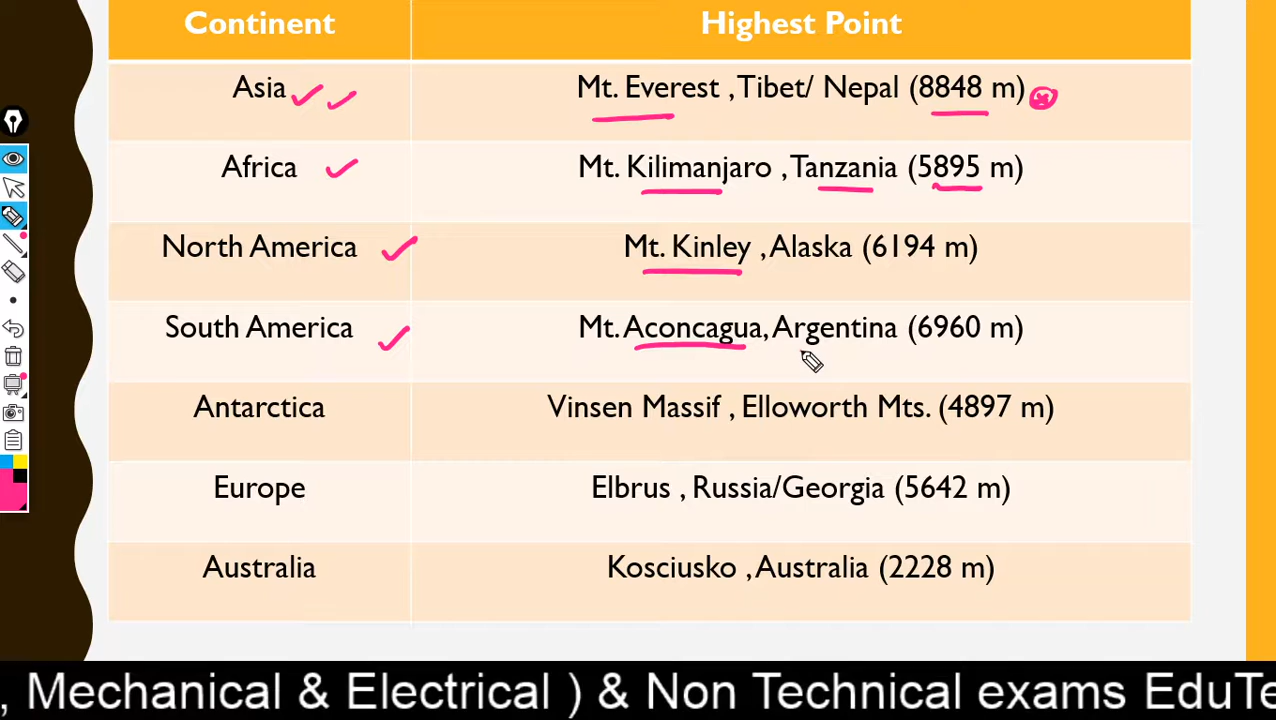 Continent Highest Point
Asia Mt. Everest , Tibet/ Nepal (8848 m)
Africa Mt. Kilimanjaro , Tanzania (5895 m)
North America Mt. Kinley , Alaska (6194 m)
South America Mt. Aconcagua, Argentina (6960 m)
Antarctica Vinsen Massif , Elloworth Mts. (4897 m)
Europe Elbrus , Russia/Georgia (5642 m)
Australia Kosciusko , Australia (2228 m)
, Mechanical & Electrical ) & Non Technical exams EduTe